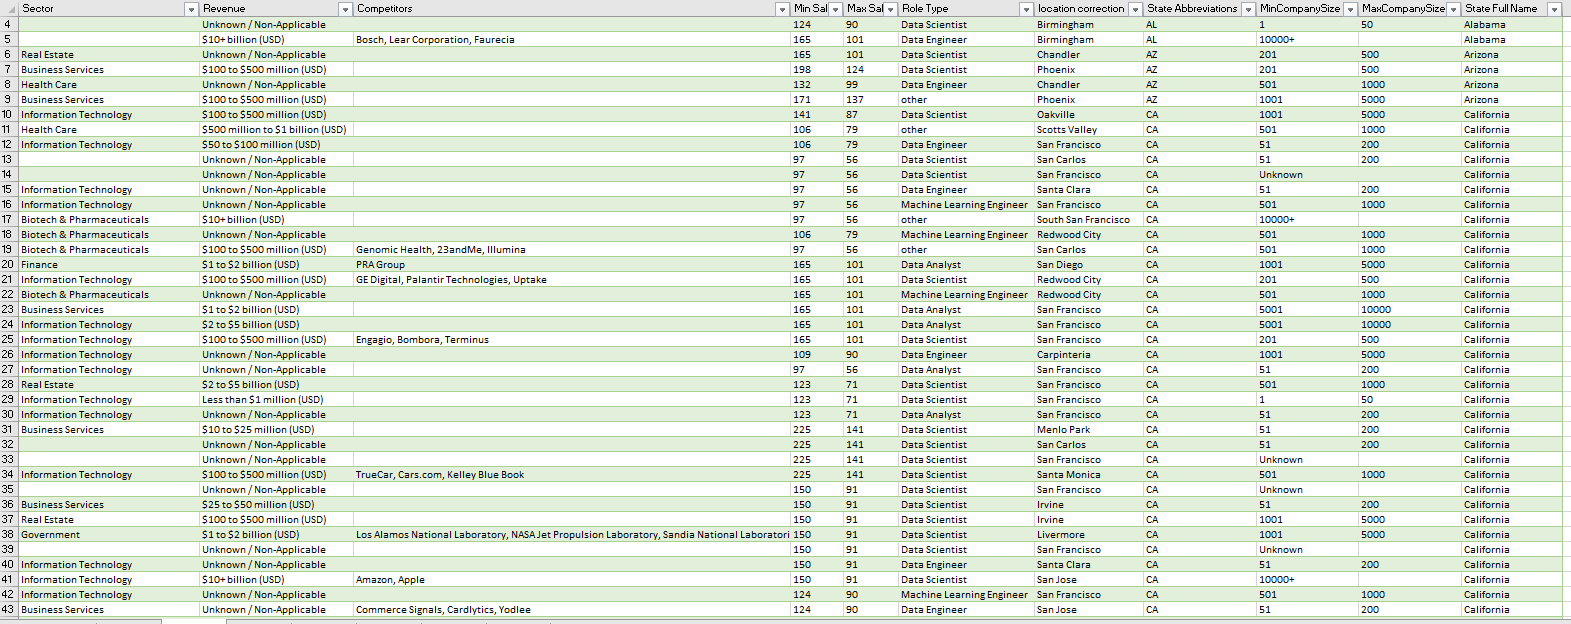 Sector Revenue Competitors Min Sal Max Sal Role Type location correction State Abbreviations MinCompanySize MaxCompanySize State Full Name
4 Unknown / Non-Applicable 124 90 Data Scientist Birmingham AL 1 50 Alabama
5 $10+ billion (USD) Bosch, Lear Corporation, Faurecia 165 101 Data Engineer Birmingham AL 10000+ Alabama
6 Real Estate Unknown / Non-Applicable 165 101 Data Scientist Chandler AZ 201 500 Arizona
7 Business Services $100 to $500 million (USD) 198 124 Data Scientist Phoenix AZ 201 500 Arizona
8 Health Care Unknown / Non-Applicable 132 99 Data Engineer Chandler AZ 501 1000 Arizona
9 Business Services $100 to $500 million (USD) 171 137 other Phoenix AZ 1001 5000 Arizona
10 Information Technology $100 to $500 million (USD) 141 87 Data Scientist Oakville CA 1001 5000 California
11 Health Care $500 million to $1 billion (USD) 106 79 other Scotts Valley CA 501 1000 California
12 Information Technology $50 to $100 million (USD) 106 79 Data Engineer San Francisco CA 51 200 California
13 Unknown / Non-Applicable 97 56 Data Scientist San Carlos CA 51 200 California
14 Unknown / Non-Applicable 97 56 Data Scientist San Francisco CA Unknown California
15 Information Technology Unknown / Non-Applicable 97 56 Data Engineer Santa Clara CA 51 200 California
16 Information Technology Unknown / Non-Applicable 97 56 Machine Learning Engineer San Francisco CA 501 1000 California
17 Biotech & Pharmaceuticals $10+ billion (USD) 97 56 other South San Francisco CA 10000+ California
18 Biotech & Pharmaceuticals Unknown / Non-Applicable 106 79 Machine Learning Engineer Redwood City CA 501 1000 California
19 Biotech & Pharmaceuticals $100 to $500 million (USD) Genomic Health, 23andMe, Illumina 97 56 other San Carlos CA 501 1000 California
20 Finance $1 to $2 billion (USD) PRA Group 165 101 Data Analyst San Diego CA 1001 5000 California
21 Information Technology $100 to $500 million (USD) GE Digital, Palantir Technologies, Uptake 165 101 Data Scientist Redwood City CA 201 500 California
22 Biotech & Pharmaceuticals Unknown / Non-Applicable 165 101 Machine Learning Engineer Redwood City CA 501 1000 California
23 Business Services $1 to $2 billion (USD) 165 101 Data Analyst San Francisco CA 5001 10000 California
24 Information Technology $2 to $5 billion (USD) 165 101 Data Analyst San Francisco CA 5001 10000 California
25 Information Technology $100 to $500 million (USD) Engagio, Bombora, Terminus 165 101 Data Scientist San Francisco CA 201 500 California
26 Information Technology Unknown / Non-Applicable 109 90 Data Engineer Carpinteria CA 1001 5000 California
27 Information Technology Unknown / Non-Applicable 97 56 Data Analyst San Francisco CA 51 200 California
28 Real Estate $2 to $5 billion (USD) 123 71 Data Scientist San Francisco CA 501 1000 California
29 Information Technology Less than $1 million (USD) 123 71 Data Scientist San Francisco CA 1 50 California
30 Information Technology Unknown / Non-Applicable 123 71 Data Analyst San Francisco CA 51 200 California
31 Business Services $10 to $25 million (USD) 225 141 Data Scientist Menlo Park CA 51 200 California
32 Unknown / Non-Applicable 225 141 Data Scientist San Carlos CA 51 200 California
33 Unknown / Non-Applicable 225 141 Data Scientist San Francisco CA Unknown California
34 Information Technology $100 to $500 million (USD) TrueCar, Cars.com, Kelley Blue Book 225 141 Data Scientist Santa Monica CA 501 1000 California
35 Unknown / Non-Applicable 150 91 Data Scientist San Francisco CA Unknown California
36 Business Services $25 to $50 million (USD) 150 91 Data Scientist Irvine CA 51 200 California
37 Real Estate $100 to $500 million (USD) 150 91 Data Scientist Irvine CA 1001 5000 California
38 Government $1 to $2 billion (USD) Los Alamos National Laboratory, NASA Jet Propulsion Laboratory, Sandia National Laboratori 150 91 Data Scientist Livermore CA 1001 5000 California
39 Unknown / Non-Applicable 150 91 Data Scientist San Francisco CA Unknown California
40 Information Technology Unknown / Non-Applicable 150 91 Data Engineer Santa Clara CA 51 200 California
41 Information Technology $10+ billion (USD) Amazon, Apple 150 91 Data Scientist San Jose CA 10000+ California
42 Information Technology Unknown / Non-Applicable 124 90 Machine Learning Engineer San Francisco CA 501 1000 California
43 Business Services Unknown / Non-Applicable Commerce Signals, Cardlytics, Yodlee 124 90 Data Engineer San Jose CA 51 200 California